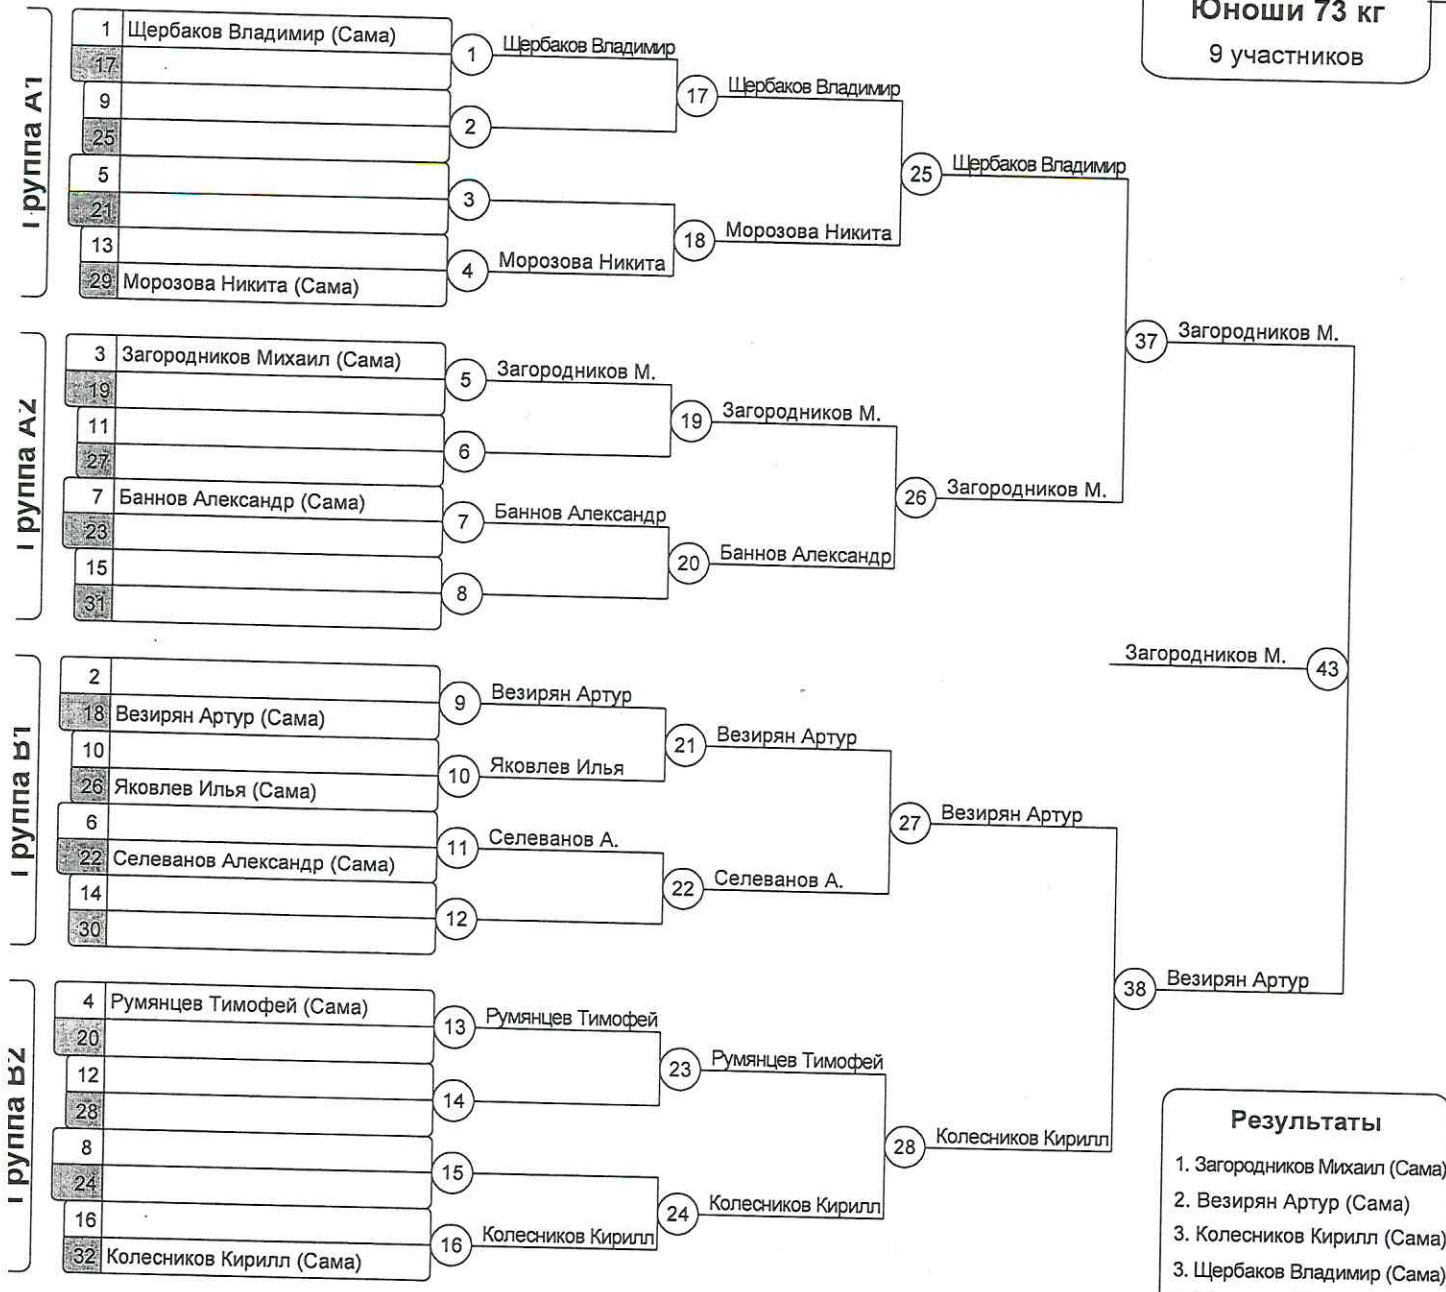 Юноши 73 кг
9 участников
Группа A1
1 Щербаков Владимир (Сама)
17
9
25
5
21
13
29 Морозова Никита (Сама)
1 Щербаков Владимир
2
3
4 Морозова Никита
17 Щербаков Владимир
18 Морозова Никита
25 Щербаков Владимир
Группа A2
3 Загородников Михаил (Сама)
19
11
27
7 Баннов Александр (Сама)
23
15
31
5 Загородников М.
6
7 Баннов Александр
8
19 Загородников М.
20 Баннов Александр
26 Загородников М.
37 Загородников М.
Загородников М. 43
Группа B1
2
18 Везирян Артур (Сама)
10
26 Яковлев Илья (Сама)
6
22 Селеванов Александр (Сама)
14
30
9 Везирян Артур
10 Яковлев Илья
11 Селеванов А.
12
21 Везирян Артур
22 Селеванов А.
27 Везирян Артур
38 Везирян Артур
Группа B2
4 Румянцев Тимофей (Сама)
20
12
28
8
24
16
32 Колесников Кирилл (Сама)
13 Румянцев Тимофей
14
15
16 Колесников Кирилл
23 Румянцев Тимофей
24 Колесников Кирилл
28 Колесников Кирилл
Результаты
1. Загородников Михаил (Сама)
2. Везирян Артур (Сама)
3. Колесников Кирилл (Сама)
3. Щербаков Владимир (Сама)